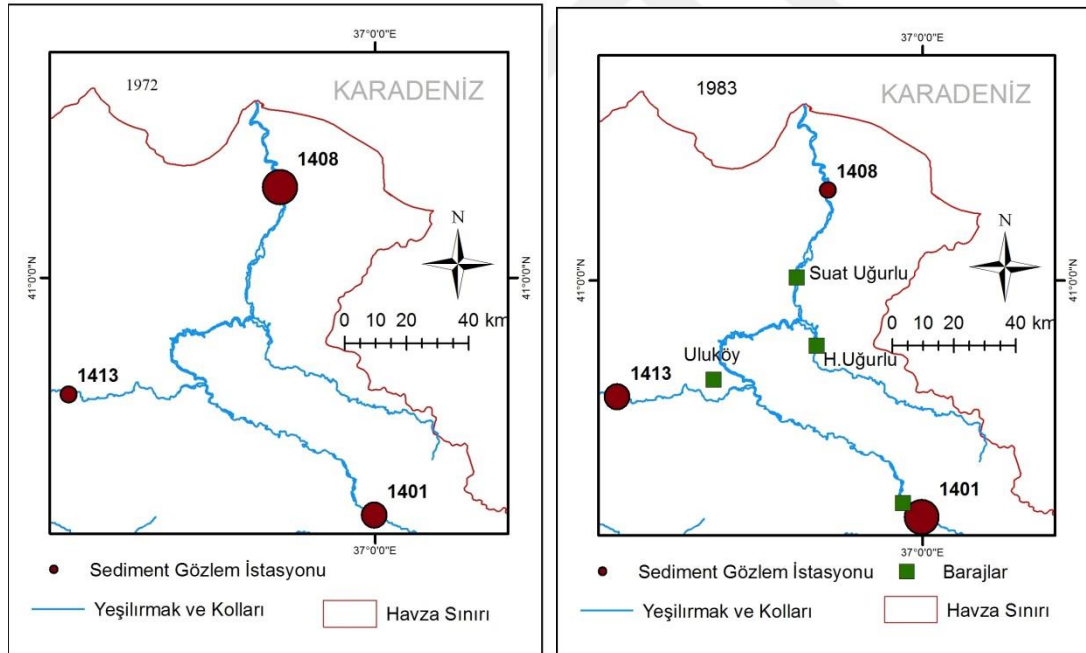 37°0'0"E
1972
KARADENİZ
1408
N
41°0'0"N
41°0'0"N
0 10 20 40 km
1413
1401
37°0'0"E
Sediment Gözlem İstasyonu
Yeşilırmak ve Kolları
Havza Sınırı
37°0'0"E
1983
KARADENİZ
1408
N
41°0'0"N
Suat Uğurlu
41°0'0"N
0 10 20 40 km
Uluköy
H.Uğurlu
1413
1401
37°0'0"E
Sediment Gözlem İstasyonu
Barajlar
Yeşilırmak ve Kolları
Havza Sınırı